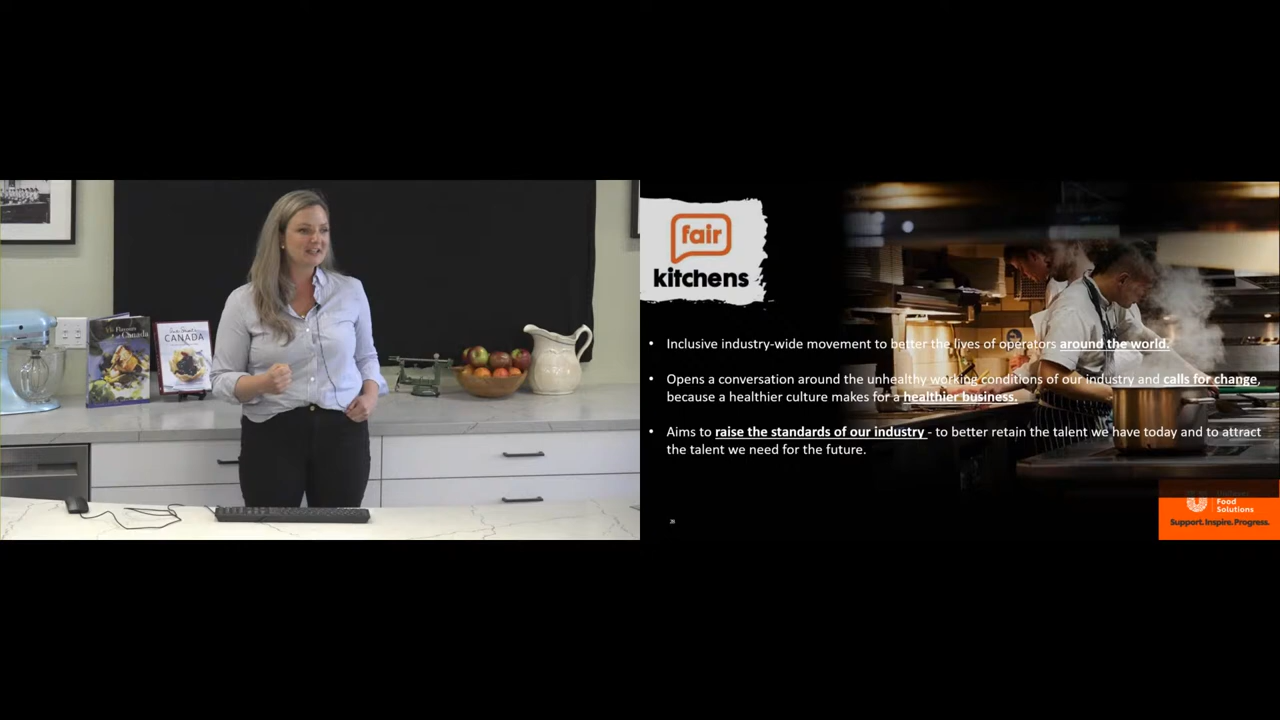 CANADA
fair
kitchens
• Inclusive industry-wide movement to better the lives of operators around the world.
• Opens a conversation around the unhealthy working conditions of our industry and calls for change,
because a healthier culture makes for a healthier business.
• Aims to raise the standards of our industry - to better retain the talent we have today and to attract
the talent we need for the future.
Food
Solutions
Support. Inspire. Progress.